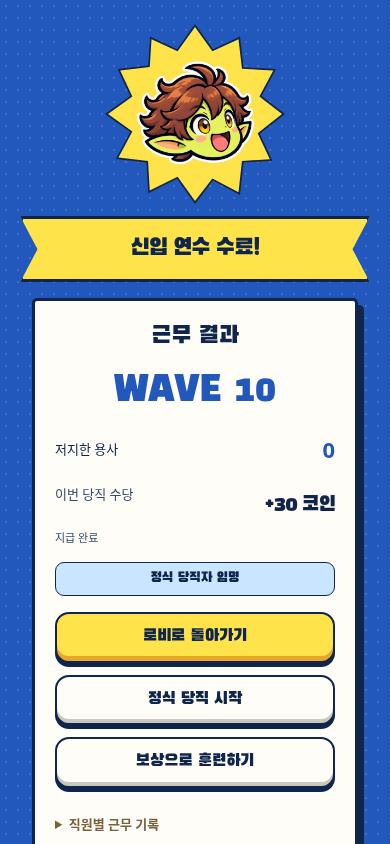 신입 연수 수료!
근무 결과
WAVE 10
저지한 용사 0
이번 당직 수당 +30 코인
지급 완료
정식 당직자 임명
로비로 돌아가기
정식 당직 시작
보상으로 훈련하기
▶ 직원별 근무 기록